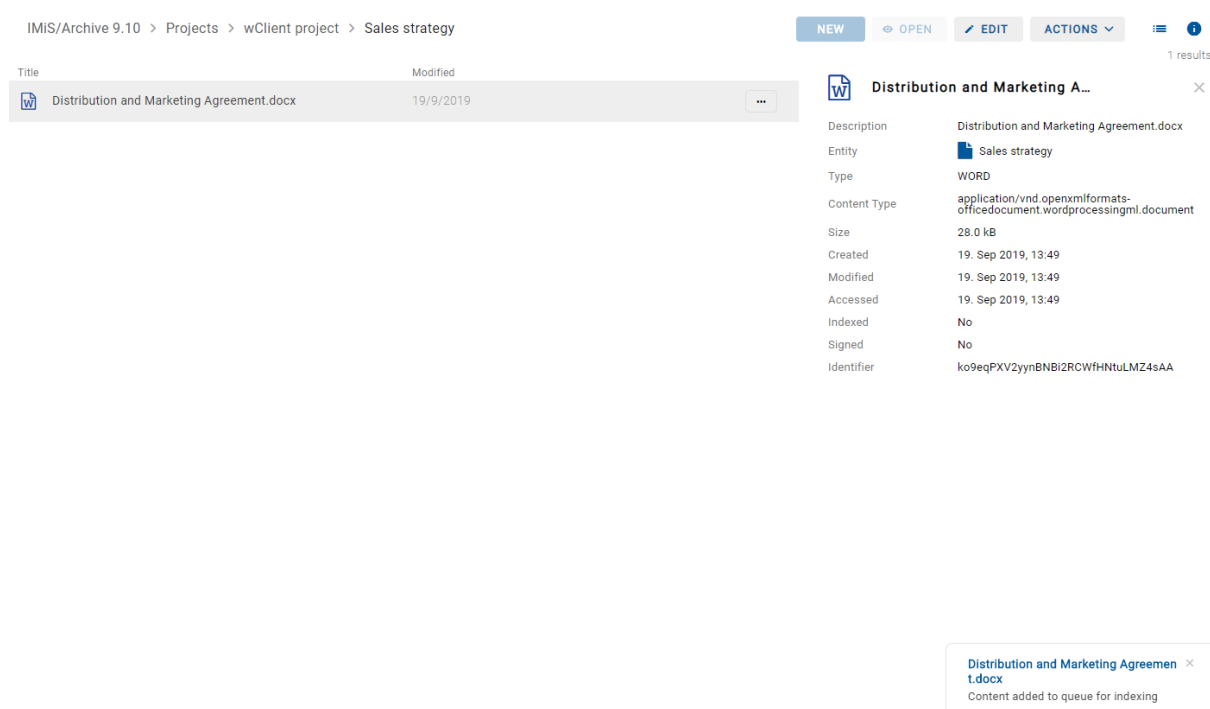 IMiS/Archive 9.10 > Projects > wClient project > Sales strategy
NEW OPEN EDIT ACTIONS
1 results
Title Modified
Distribution and Marketing Agreement.docx 19/9/2019 ...
Distribution and Marketing A...
Description Distribution and Marketing Agreement.docx
Entity Sales strategy
Type WORD
Content Type application/vnd.openxmlformats-
officedocument.wordprocessingml.document
Size 28.0 kB
Created 19. Sep 2019, 13:49
Modified 19. Sep 2019, 13:49
Accessed 19. Sep 2019, 13:49
Indexed No
Signed No
Identifier ko9eqPXV2yynBNBi2RCWfHNtuLMZ4sAA
Distribution and Marketing Agreemen
t.docx
Content added to queue for indexing